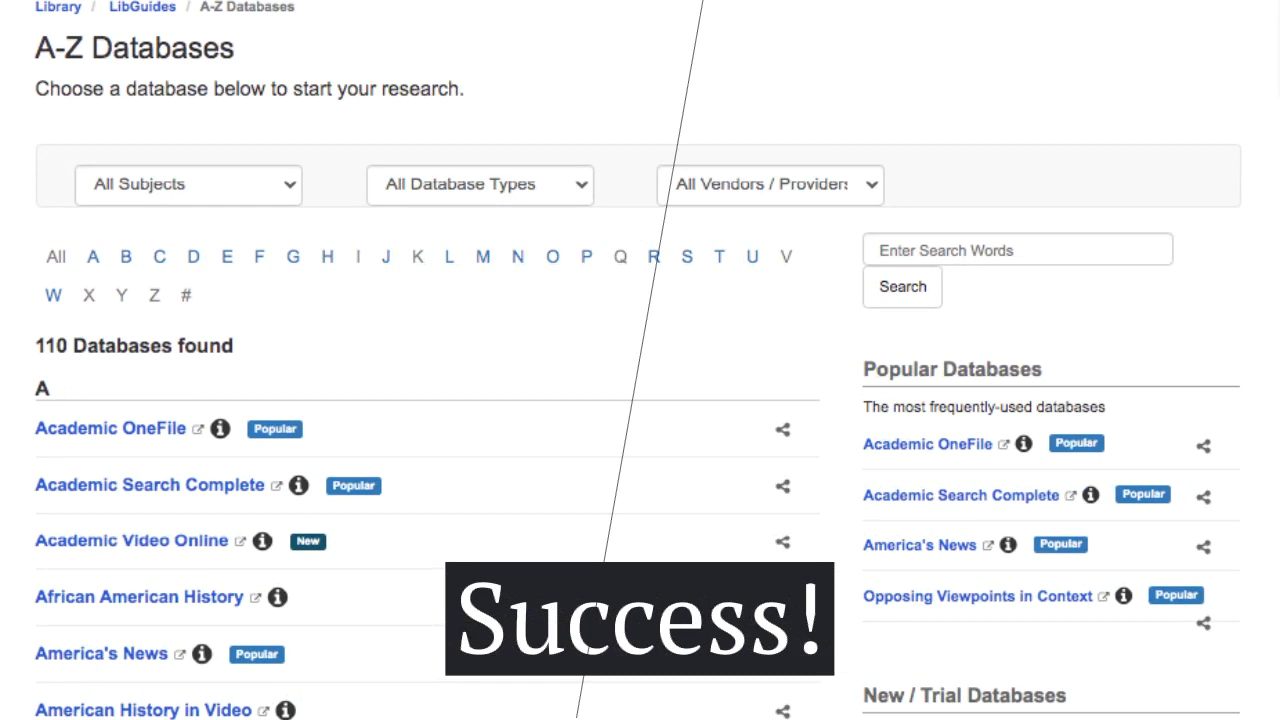 Library / LibGuides / A-Z Databases
A-Z Databases
Choose a database below to start your research.
All Subjects
All Database Types
All Vendors / Providers
All A B C D E F G H I J K L M N O P Q R S T U V
W X Y Z #
110 Databases found
A
Academic OneFile Popular
Academic Search Complete Popular
Academic Video Online New
African American History
America's News Popular
American History in Video
Enter Search Words
Search
Popular Databases
The most frequently-used databases
Academic OneFile Popular
Academic Search Complete Popular
America's News Popular
Opposing Viewpoints in Context Popular
New / Trial Databases
Success!